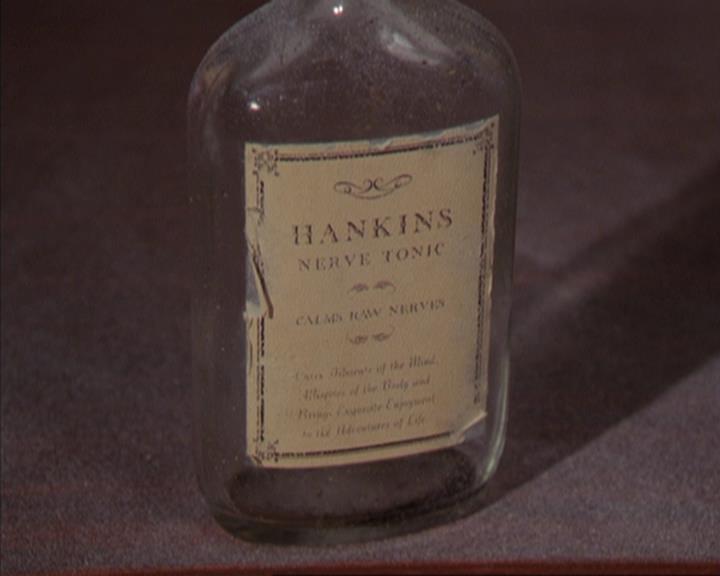 HANKINS
NERVE TONIC
CALMS RAW NERVES
Cures Ailments of the Mind,
Allopies of the Body and
Brings Exquisite Enjoyment
to the Adventures of Life